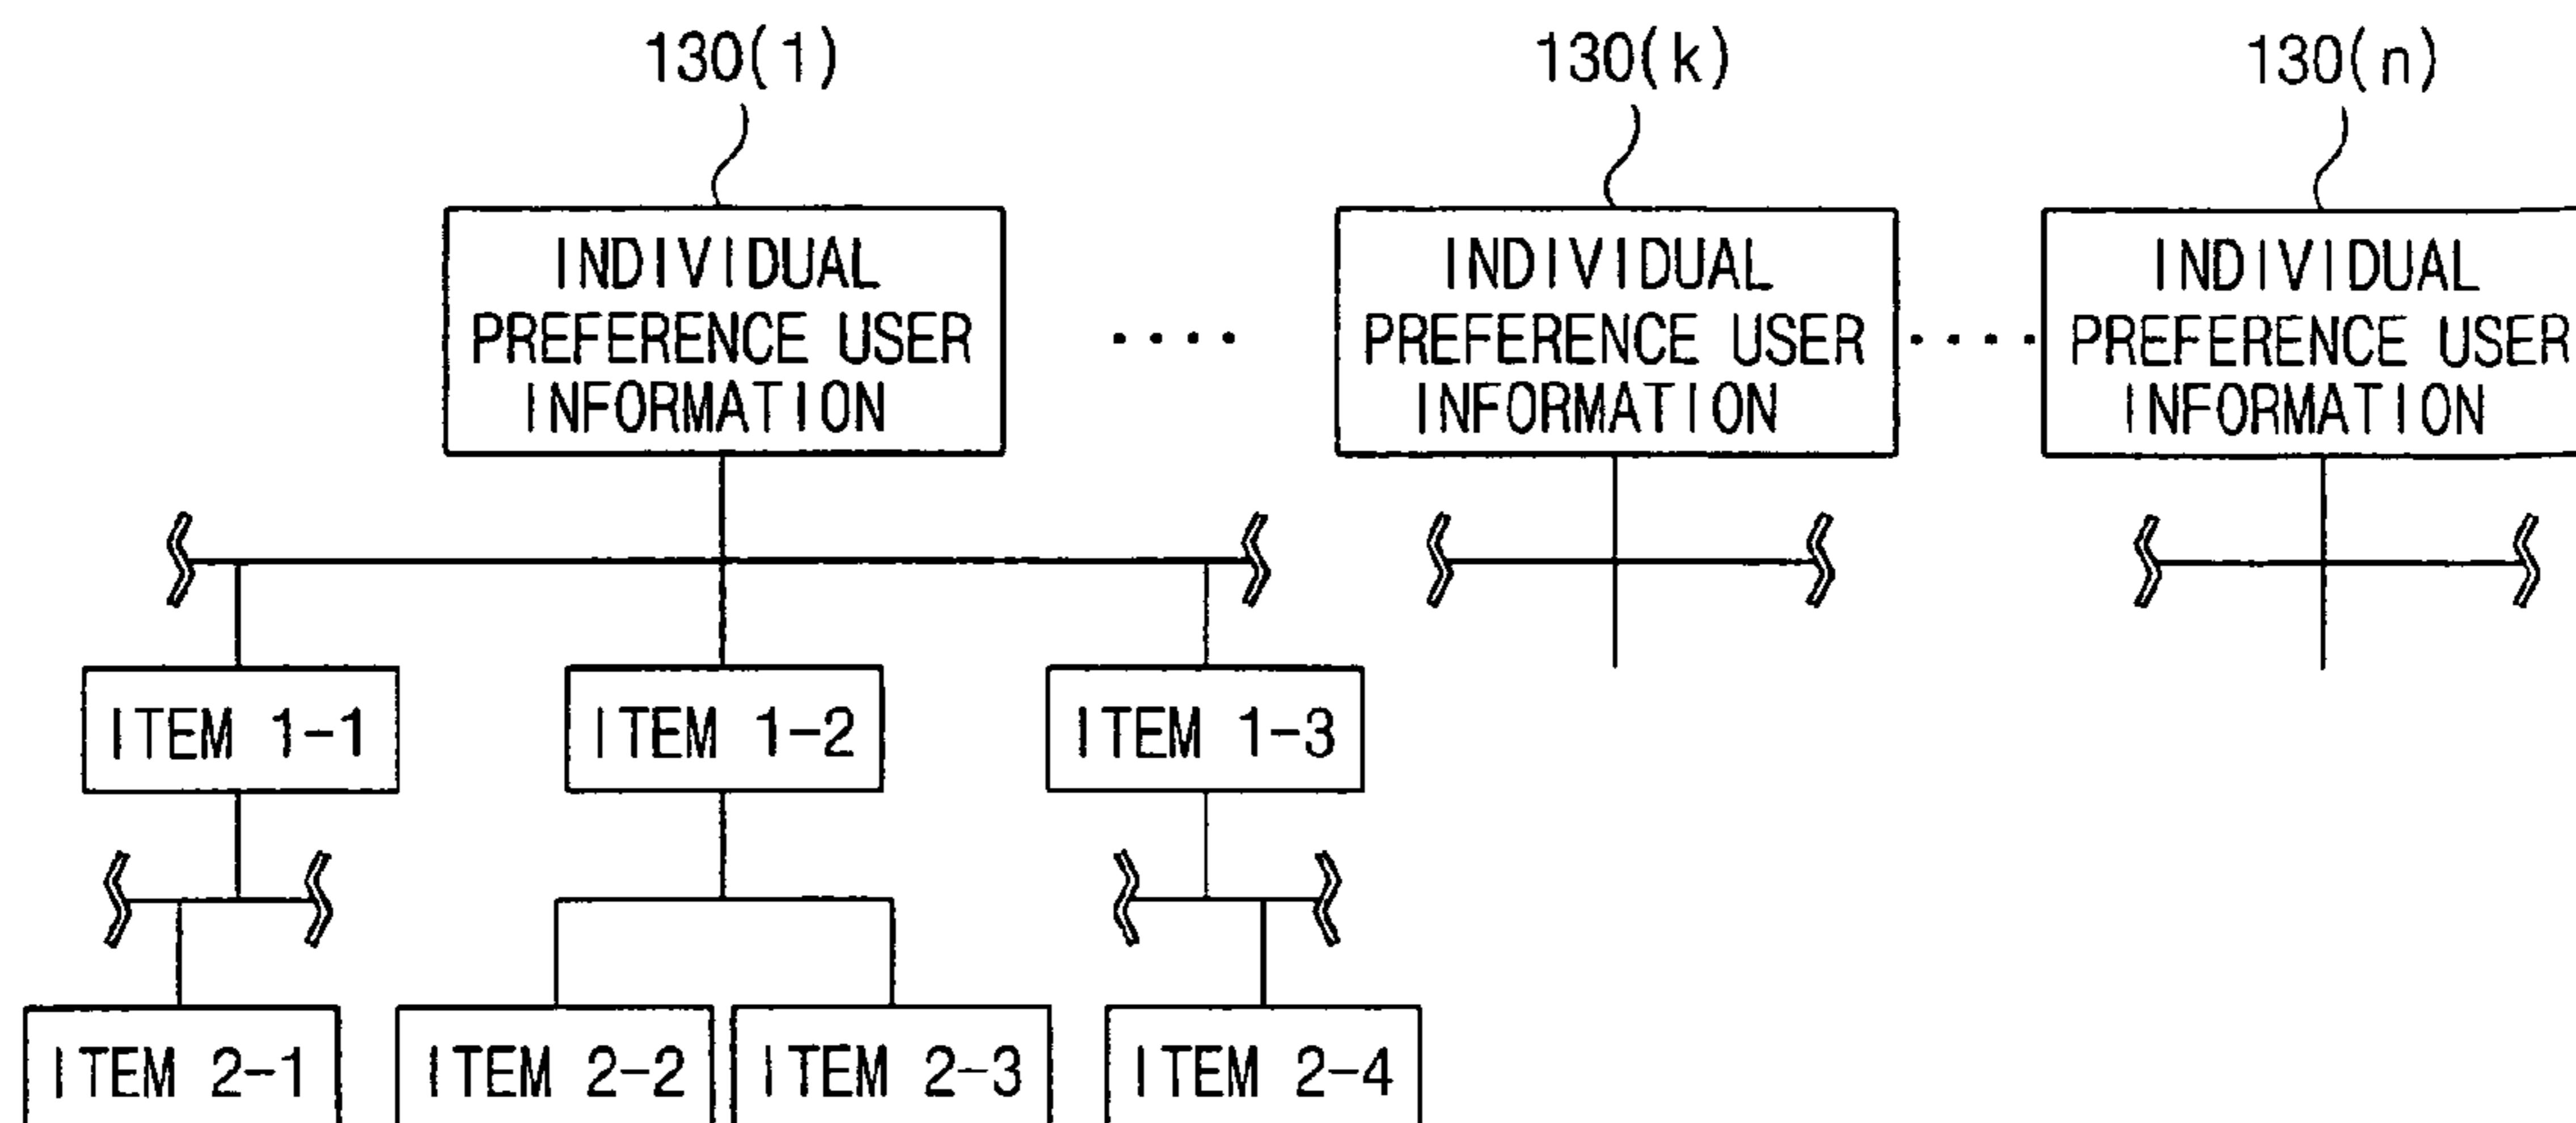 130(1) 130(k) 130(n)
INDIVIDUAL PREFERENCE USER INFORMATION
INDIVIDUAL PREFERENCE USER INFORMATION
INDIVIDUAL PREFERENCE USER INFORMATION
ITEM 1-1 ITEM 1-2 ITEM 1-3
ITEM 2-1 ITEM 2-2 ITEM 2-3 ITEM 2-4